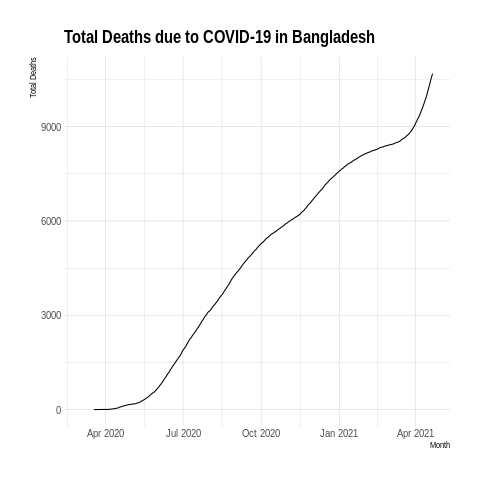 Total Deaths due to COVID-19 in Bangladesh
Total Deaths
9000
6000
3000
0
Apr 2020 Jul 2020 Oct 2020 Jan 2021 Apr 2021
Month